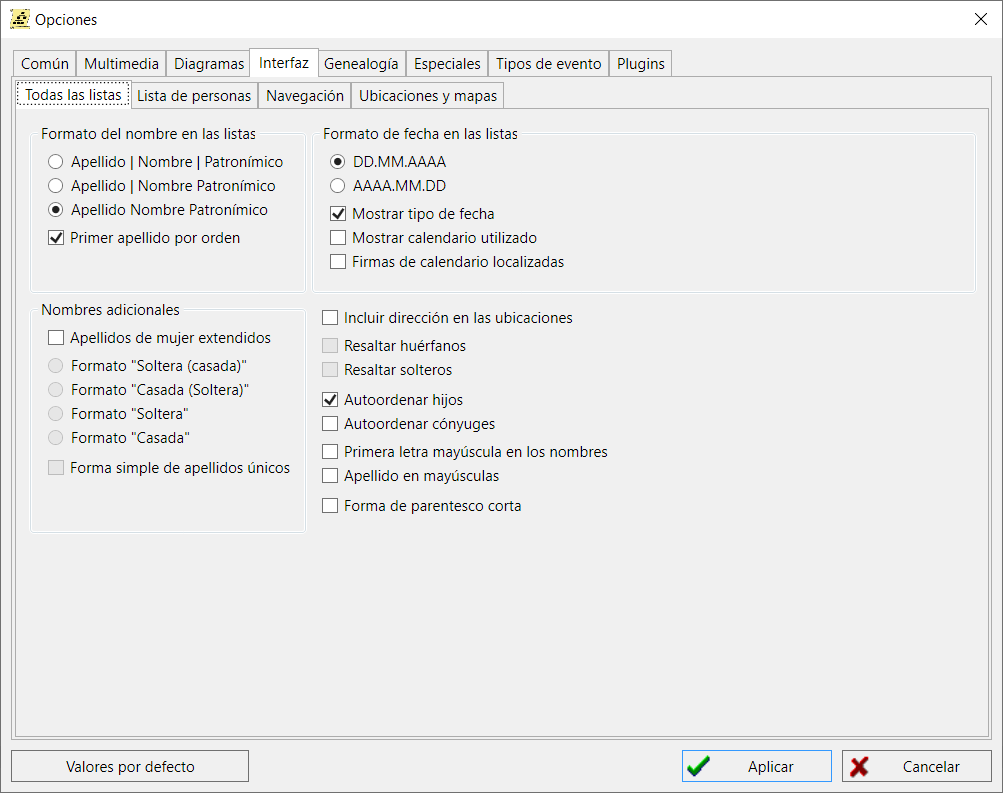 Opciones
Común
Multimedia
Diagramas
Interfaz
Genealogía
Especiales
Tipos de evento
Plugins
Todas las listas
Lista de personas
Navegación
Ubicaciones y mapas
Formato del nombre en las listas
Apellido | Nombre | Patronímico
Apellido | Nombre Patronímico
Apellido Nombre Patronímico
Primer apellido por orden
Formato de fecha en las listas
DD.MM.AAAA
AAAA.MM.DD
Mostrar tipo de fecha
Mostrar calendario utilizado
Firmas de calendario localizadas
Nombres adicionales
Apellidos de mujer extendidos
Formato "Soltera (casada)"
Formato "Casada (Soltera)"
Formato "Soltera"
Formato "Casada"
Forma simple de apellidos únicos
Incluir dirección en las ubicaciones
Resaltar huérfanos
Resaltar solteros
Autoordenar hijos
Autoordenar cónyuges
Primera letra mayúscula en los nombres
Apellido en mayúsculas
Forma de parentesco corta
Valores por defecto
Aplicar
Cancelar